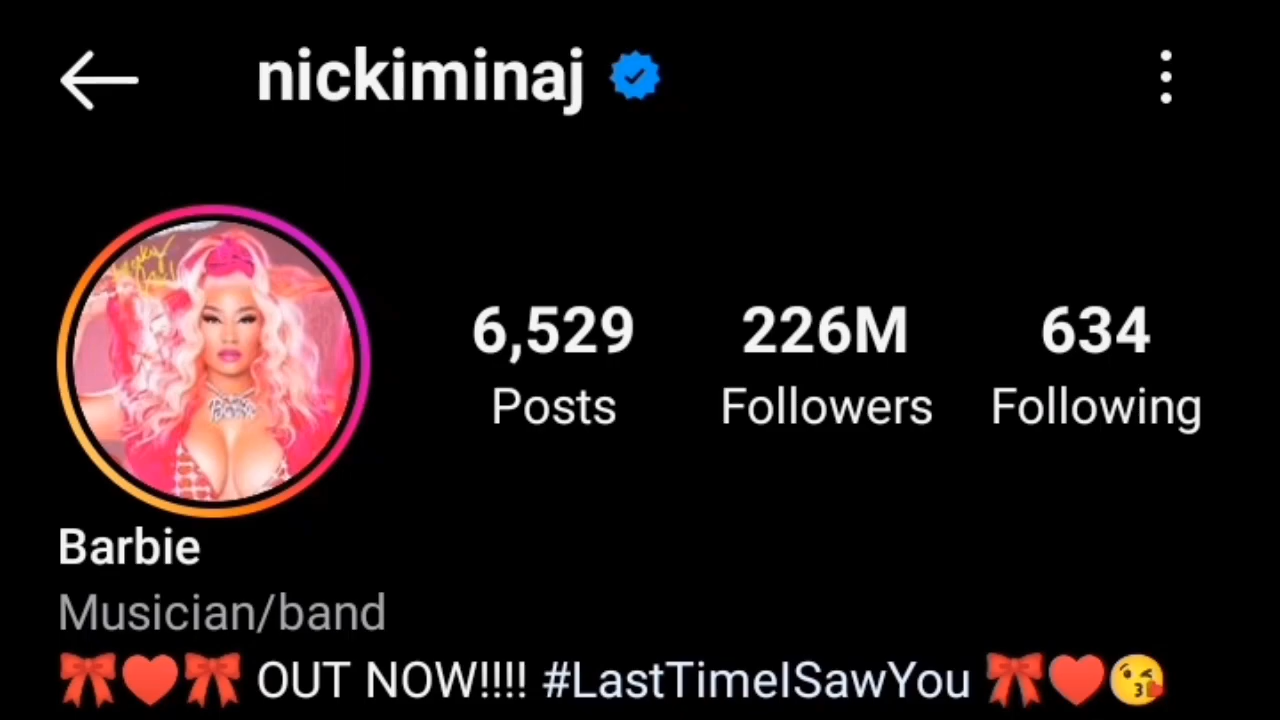 nickiminaj
6,529 226M 634
Posts Followers Following
Barbie
Musician/band
🎀♥️🎀 OUT NOW!!!! #LastTimeISawYou 🎀♥️😘